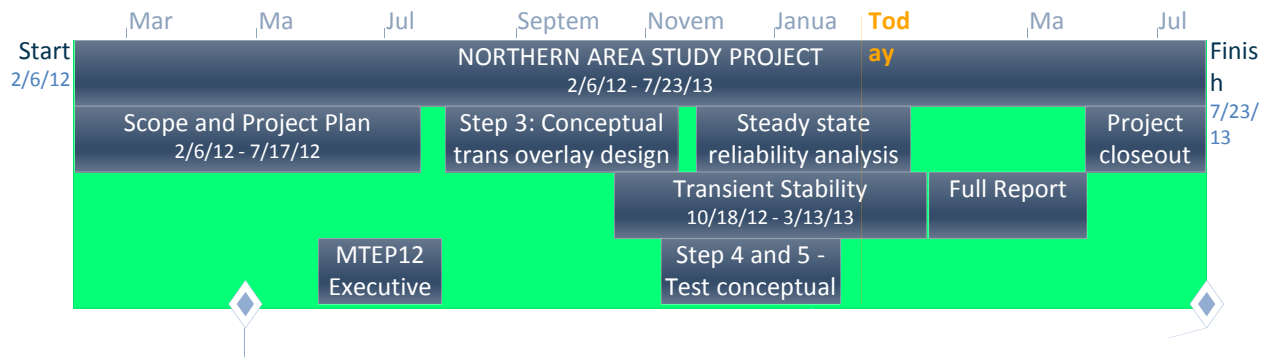 Mar Ma Jul Septem Novem Janua Tod Ma Jul
ay
Start
2/6/12
NORTHERN AREA STUDY PROJECT
2/6/12 - 7/23/13
Finis
h
7/23/
13
Scope and Project Plan
2/6/12 - 7/17/12
Step 3: Conceptual
trans overlay design
Steady state
reliability analysis
Project
closeout
Transient Stability
10/18/12 - 3/13/13
Full Report
MTEP12
Executive
Step 4 and 5 -
Test conceptual